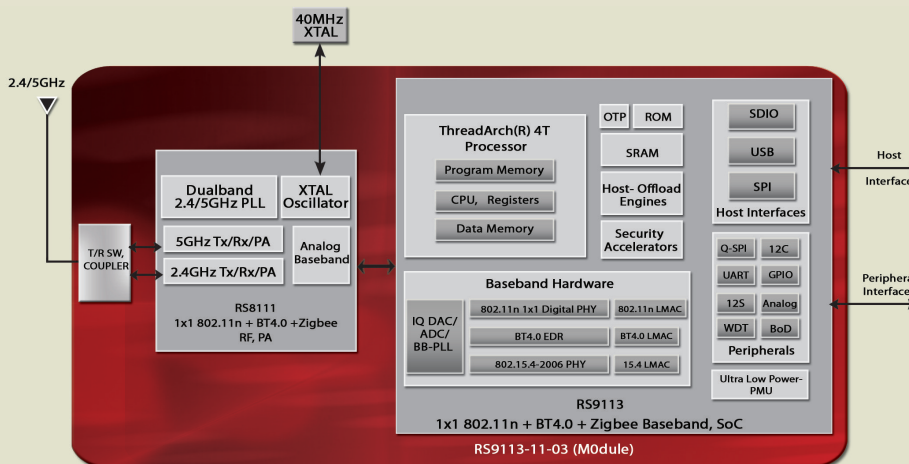 40MHz
XTAL
2.4/5GHz
T/R SW,
COUPLER
Dualband
2.4/5GHz PLL
XTAL
Oscillator
5GHz Tx/Rx/PA
2.4GHz Tx/Rx/PA
Analog
Baseband
RS8111
1x1 802.11n + BT4.0 +Zigbee
RF, PA
ThreadArch(R) 4T
Processor
Program Memory
CPU, Registers
Data Memory
OTP
ROM
SRAM
Host- Offload
Engines
Security
Accelerators
SDIO
USB
SPI
Host Interfaces
Host
Baseband Hardware
IQ DAC/
ADC/
BB-PLL
802.11n 1x1 Digital PHY
802.11n LMAC
BT4.0 EDR
BT4.0 LMAC
802.15.4-2006 PHY
15.4 LMAC
Q-SPI
12C
UART
GPIO
12S
Analog
WDT
BoD
Peripherals
Interface
Ultra Low Power-
PMU
RS9113
1x1 802.11n + BT4.0 + Zigbee Baseband, SoC
RS9113-11-03 (M0dule)